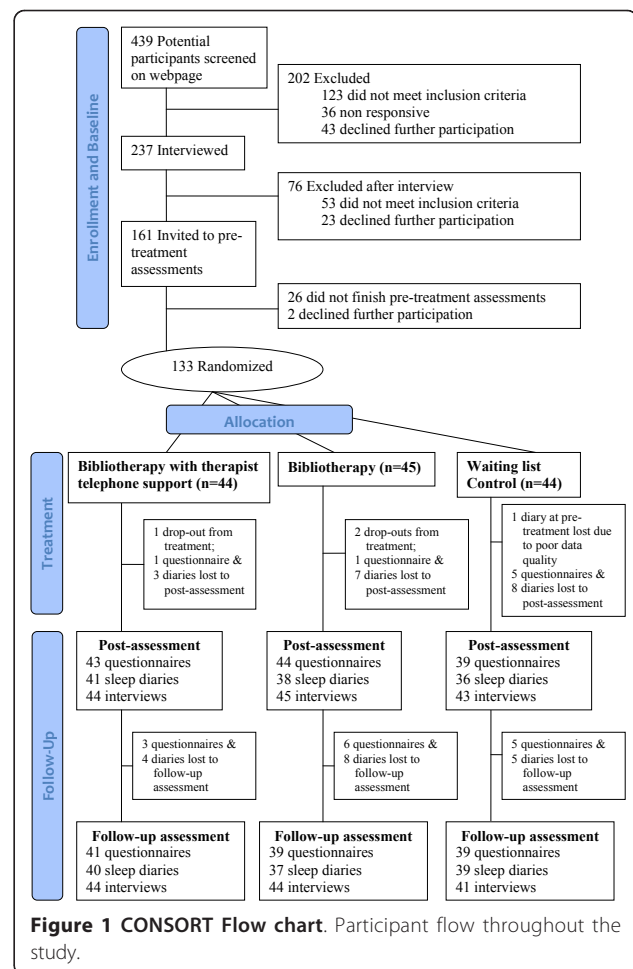 Enrollment and Baseline
439 Potential
participants screened
on webpage
202 Excluded
123 did not meet inclusion criteria
36 non responsive
43 declined further participation
237 Interviewed
76 Excluded after interview
53 did not meet inclusion criteria
23 declined further participation
161 Invited to pre-
treatment
assessments
26 did not finish pre-treatment assessments
2 declined further participation
133 Randomized
Allocation
Treatment
Bibliotherapy with therapist
telephone support (n=44)
Bibliotherapy (n=45)
Waiting list
Control (n=44)
1 drop-out from
treatment;
1 questionnaire &
3 diaries lost to
post-assessment
2 drop-outs from
treatment;
1 questionnaire &
7 diaries lost to
post-assessment
1 diary at pre-
treatment lost due
to poor data
quality
5 questionnaires &
8 diaries lost to
post-assessment
Follow-Up
Post-assessment
43 questionnaires
41 sleep diaries
44 interviews
Post-assessment
44 questionnaires
38 sleep diaries
45 interviews
Post-assessment
39 questionnaires
36 sleep diaries
43 interviews
3 questionnaires &
4 diaries lost to
follow-up
assessment
6 questionnaires &
8 diaries lost to
follow-up
assessment
5 questionnaires &
5 diaries lost to
follow-up
assessment
Follow-up assessment
41 questionnaires
40 sleep diaries
44 interviews
Follow-up assessment
39 questionnaires
37 sleep diaries
44 interviews
Follow-up assessment
39 questionnaires
39 sleep diaries
41 interviews
Figure 1 CONSORT Flow chart. Participant flow throughout the
study.